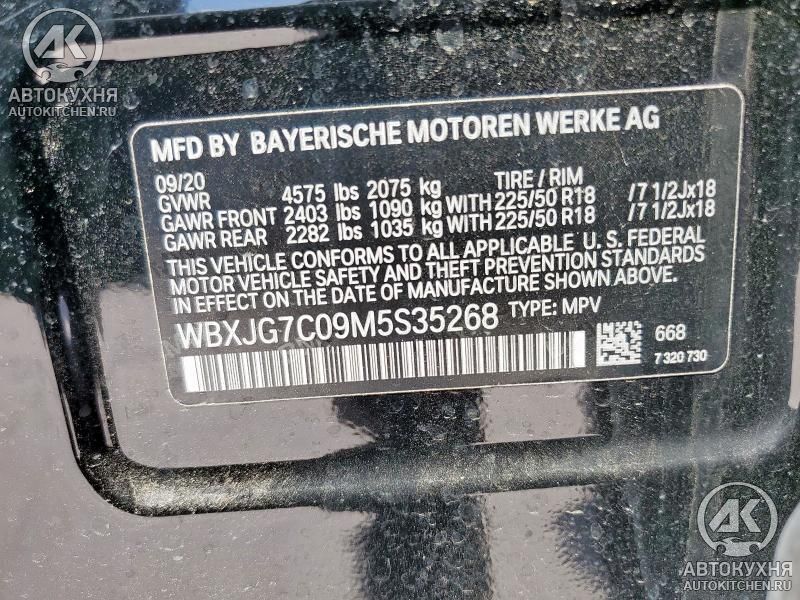 AK
АВТОКУХНЯ
AUTOKITCHEN.RU
MFD BY BAYERISCHE MOTOREN WERKE AG
09/20 TIRE / RIM
GVWR 4575 lbs 2075 kg
GAWR FRONT 2403 lbs 1090 kg WITH 225/50 R18 /7 1/2Jx18
GAWR REAR 2282 lbs 1035 kg WITH 225/50 R18 /7 1/2Jx18
THIS VEHICLE CONFORMS TO ALL APPLICABLE U. S. FEDERAL
MOTOR VEHICLE SAFETY AND THEFT PREVENTION STANDARDS
IN EFFECT ON THE DATE OF MANUFACTURE SHOWN ABOVE.
WBXJG7C09M5S35268 TYPE: MPV
668
7 320 730
AK
АВТОКУХНЯ
AUTOKITCHEN.RU